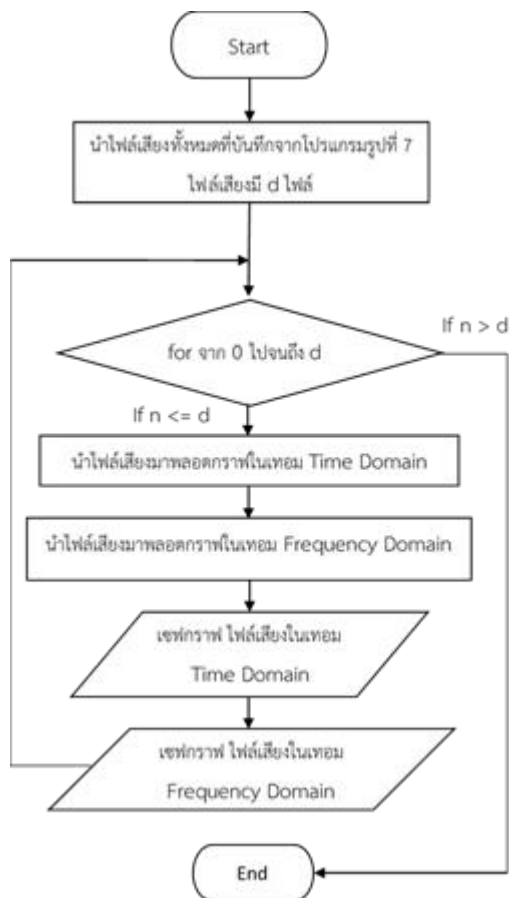 Start
นำไฟล์เสียงทั้งหมดที่บันทึกจากโปรแกรมรูปที่ 7
ไฟล์เสียงมี d ไฟล์
If n > d
for จาก 0 ไปจนถึง d
If n <= d
นำไฟล์เสียงมาพลอตกราฟในเทอม Time Domain
นำไฟล์เสียงมาพลอตกราฟในเทอม Frequency Domain
เซฟกราฟ ไฟล์เสียงในเทอม
Time Domain
เซฟกราฟ ไฟล์เสียงในเทอม
Frequency Domain
End